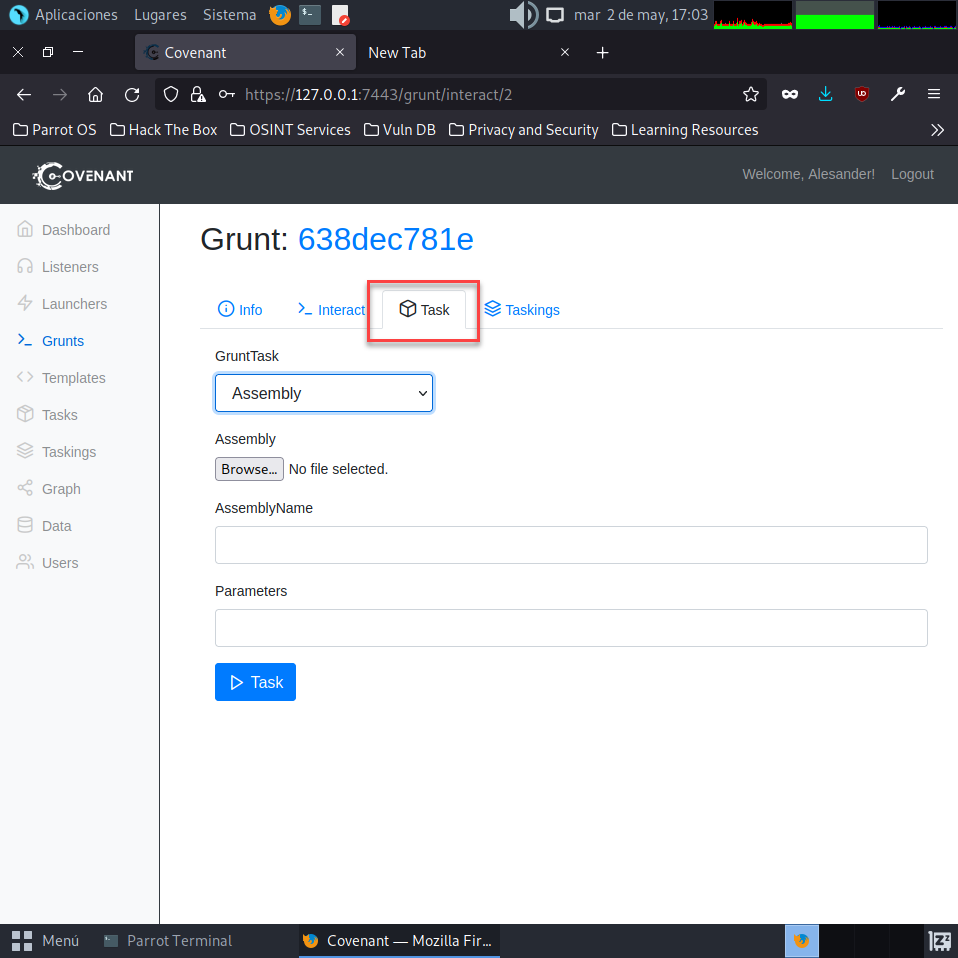 Aplicaciones Lugares Sistema mar 2 de may, 17:03
Covenant New Tab
https://127.0.0.1:7443/grunt/interact/2
Parrot OS Hack The Box OSINT Services Vuln DB Privacy and Security Learning Resources
COVENANT Welcome, Alesander! Logout
Dashboard
Listeners
Launchers
Grunts
Templates
Tasks
Taskings
Graph
Data
Users
Grunt: 638dec781e
Info Interact Task Taskings
GruntTask
Assembly
Assembly
Browse... No file selected.
AssemblyName
Parameters
Task
Menú Parrot Terminal Covenant — Mozilla Fir...